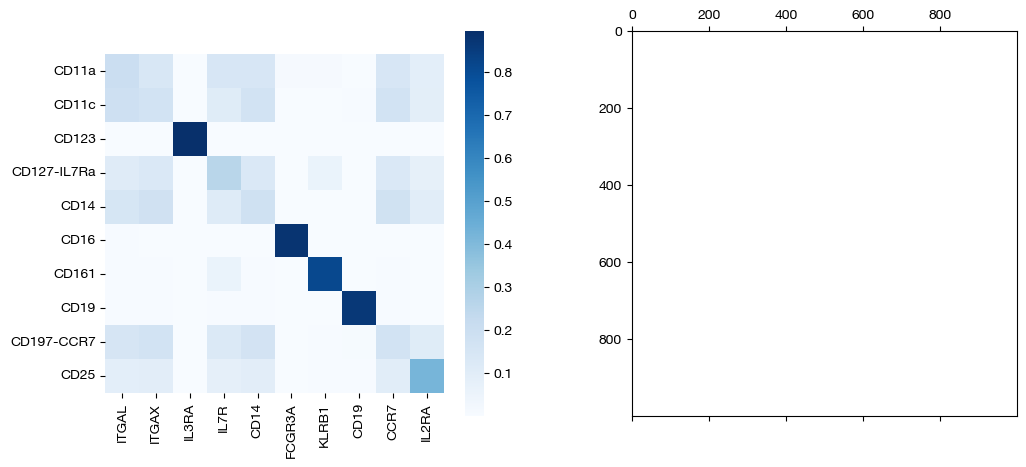 CD11a
CD11c
CD123
CD127-IL7Ra
CD14
CD16
CD161
CD19
CD197-CCR7
CD25
ITGAL
ITGAX
IL3RA
IL7R
CD14
FCGR3A
KLRB1
CD19
CCR7
IL2RA
0.8
0.7
0.6
0.5
0.4
0.3
0.2
0.1
0 200 400 600 800
0
200
400
600
800